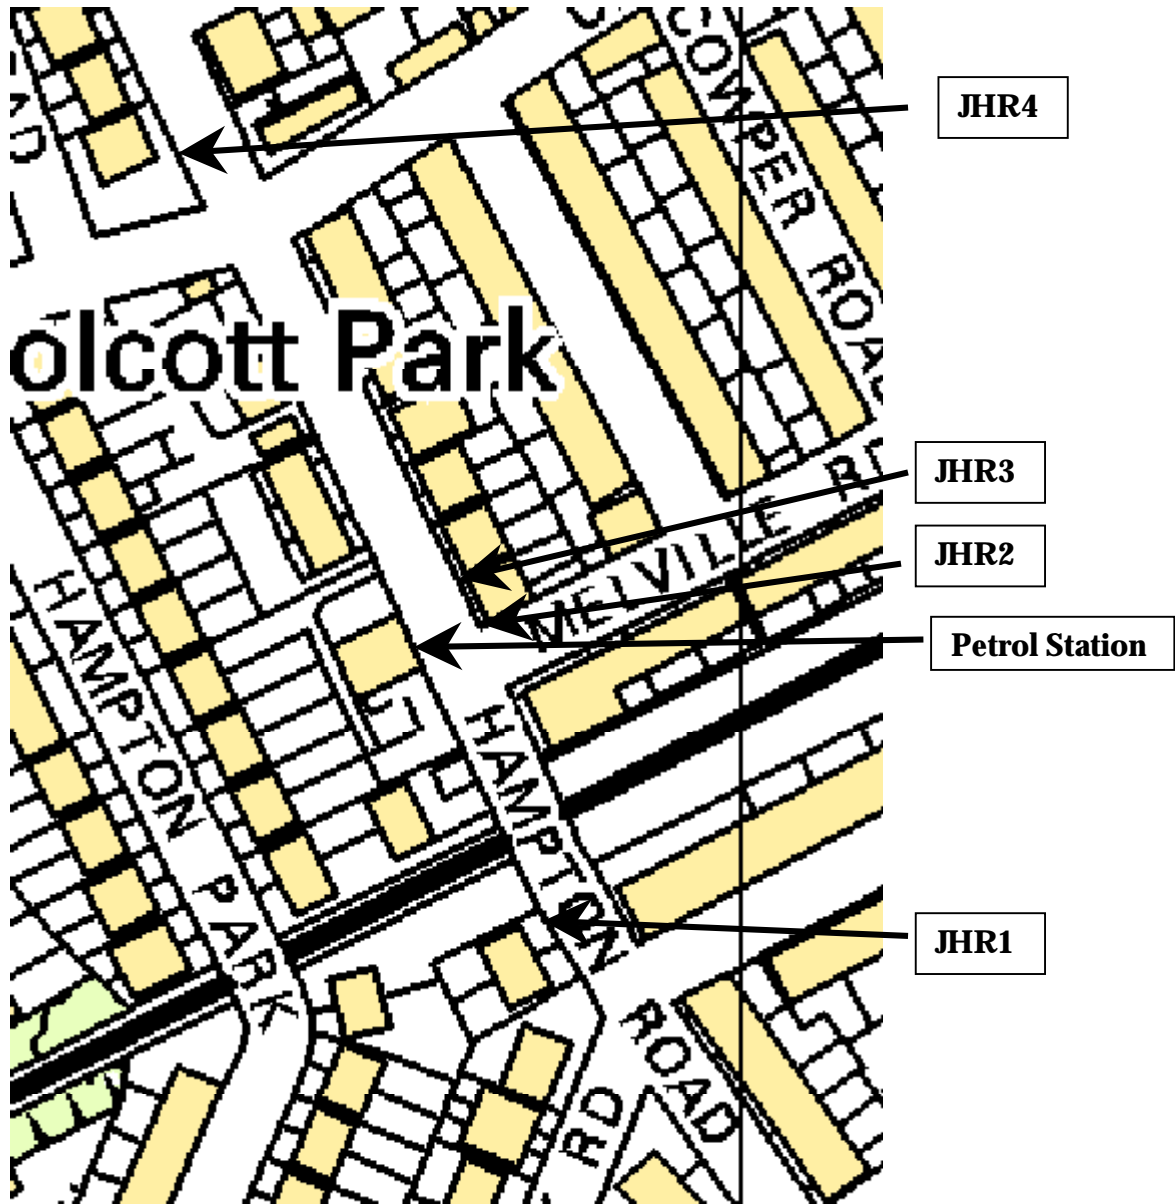 JHR4
COWPER ROAD
olcott Park
JHR3
JHR2
MELVILLE R
Petrol Station
HAMPTON PARK
HAMPTON
ROAD
JHR1
RD